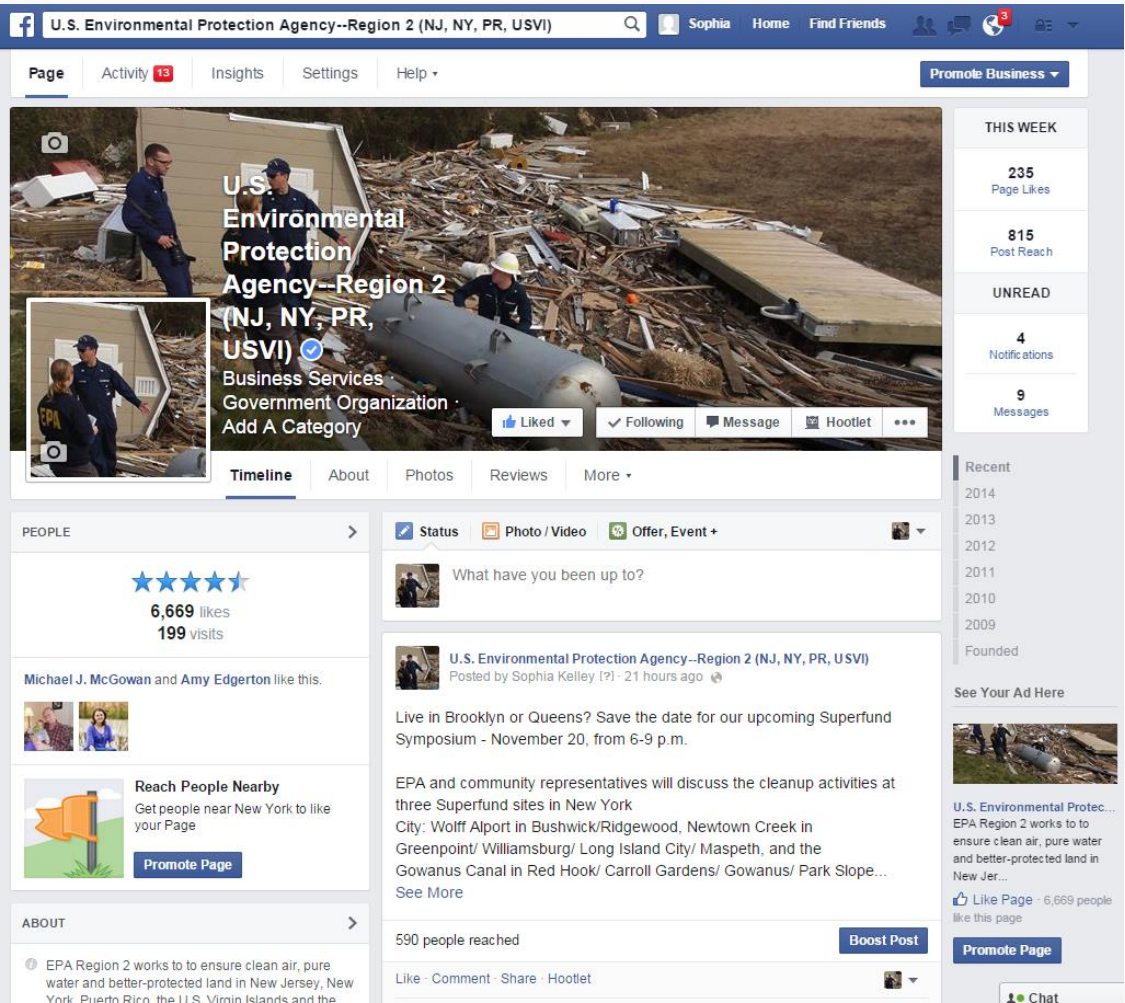 U.S. Environmental Protection Agency--Region 2 (NJ, NY, PR, USVI)
Sophia Home Find Friends 3
Page Activity 13 Insights Settings Help
Promote Business
U.S.
Environmental
Protection
Agency--Region 2
(NJ, NY, PR,
USVI)
Business Services ·
Government Organization ·
Add A Category
EPA
Liked Following Message Hootlet
Timeline About Photos Reviews More
THIS WEEK
235
Page Likes
815
Post Reach
UNREAD
4
Notifications
9
Messages
Recent
2014
2013
2012
2011
2010
2009
Founded
PEOPLE
6,669 likes
199 visits
Michael J. McGowan and Amy Edgerton like this.
Reach People Nearby
Get people near New York to like
your Page
Promote Page
ABOUT
EPA Region 2 works to to ensure clean air, pure
water and better-protected land in New Jersey, New
York, Puerto Rico, the U.S. Virgin Islands and the
Status Photo / Video Offer, Event +
What have you been up to?
U.S. Environmental Protection Agency--Region 2 (NJ, NY, PR, USVI)
Posted by Sophia Kelley [?] · 21 hours ago
Live in Brooklyn or Queens? Save the date for our upcoming Superfund
Symposium - November 20, from 6-9 p.m.
EPA and community representatives will discuss the cleanup activities at
three Superfund sites in New York
City: Wolff Alport in Bushwick/Ridgewood, Newtown Creek in
Greenpoint/ Williamsburg/ Long Island City/ Maspeth, and the
Gowanus Canal in Red Hook/ Carroll Gardens/ Gowanus/ Park Slope...
See More
590 people reached
Boost Post
Like · Comment · Share · Hootlet
See Your Ad Here
U.S. Environmental Protec...
EPA Region 2 works to to
ensure clean air, pure water
and better-protected land in
New Jer...
Like Page · 6,669 people
like this page
Promote Page
Chat